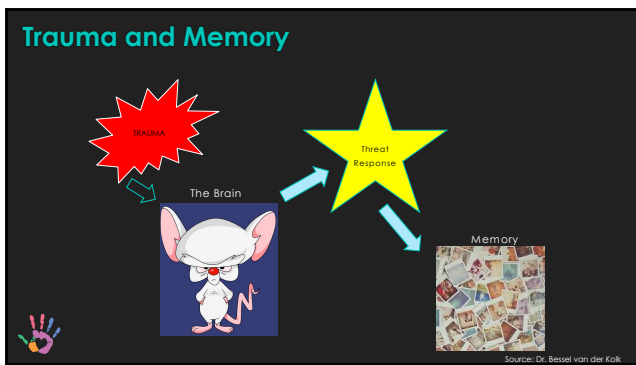 Trauma and Memory
TRAUMA
The Brain
Threat
Response
Memory
Source: Dr. Bessel van der Kolk